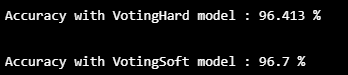 Accuracy with VotingHard model : 96.413 %
Accuracy with VotingSoft model : 96.7 %